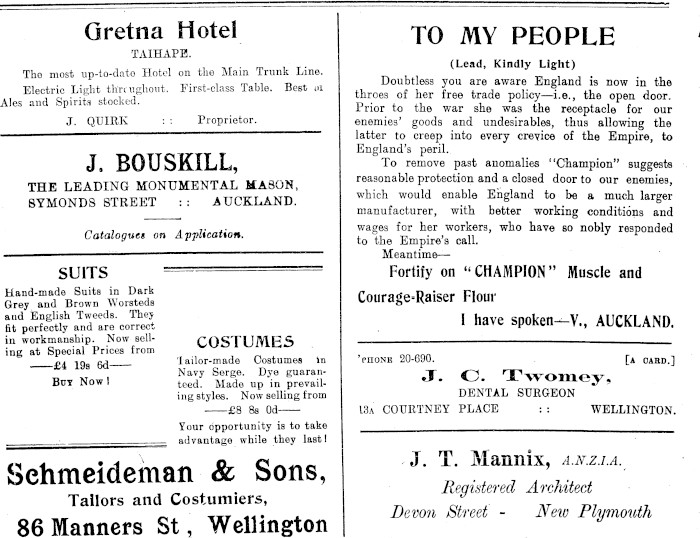 Gretna Hotel
TAIHAPE.
The most up-to-date Hotel on the Main Trunk Line.
Electric Light throughout. First-class Table. Best of
Ales and Spirits stocked.
J. QUIRK :: Proprietor.
J. BOUSKILL,
THE LEADING MONUMENTAL MASON,
SYMONDS STREET :: AUCKLAND.
Catalogues on Application.
SUITS
Hand-made Suits in Dark
Grey and Brown Worsteds
and English Tweeds. They
fit perfectly and are correct
in workmanship. Now sell-
ing at Special Prices from
—£4 19s 6d—
BUY NOW!
COSTUMES
Tailor-made Costumes in
Navy Serge. Dye guaran-
teed. Made up in prevail-
ing styles. Now selling from
—£8 8s 0d—
Your opportunity is to take
advantage while they last!
Schmeideman & Sons,
Tailors and Costumiers,
86 Manners St, Wellington
TO MY PEOPLE
(Lead, Kindly Light)
Doubtless you are aware England is now in the
throes of her free trade policy—i.e., the open door.
Prior to the war she was the receptacle for our
enemies' goods and undesirables, thus allowing the
latter to creep into every crevice of the Empire, to
England's peril.
To remove past anomalies "Champion" suggests
reasonable protection and a closed door to our enemies,
which would enable England to be a much larger
manufacturer, with better working conditions and
wages for her workers, who have so nobly responded
to the Empire's call.
Meantime—
Fortify on "CHAMPION" Muscle and
Courage-Raiser Flour
I have spoken—V., AUCKLAND.
'PHONE 20-690. [A CARD.]
J. C. Twomey,
DENTAL SURGEON
13A COURTNEY PLACE :: WELLINGTON.
J. T. Mannix, A.N.Z.I.A.
Registered Architect
Devon Street - New Plymouth